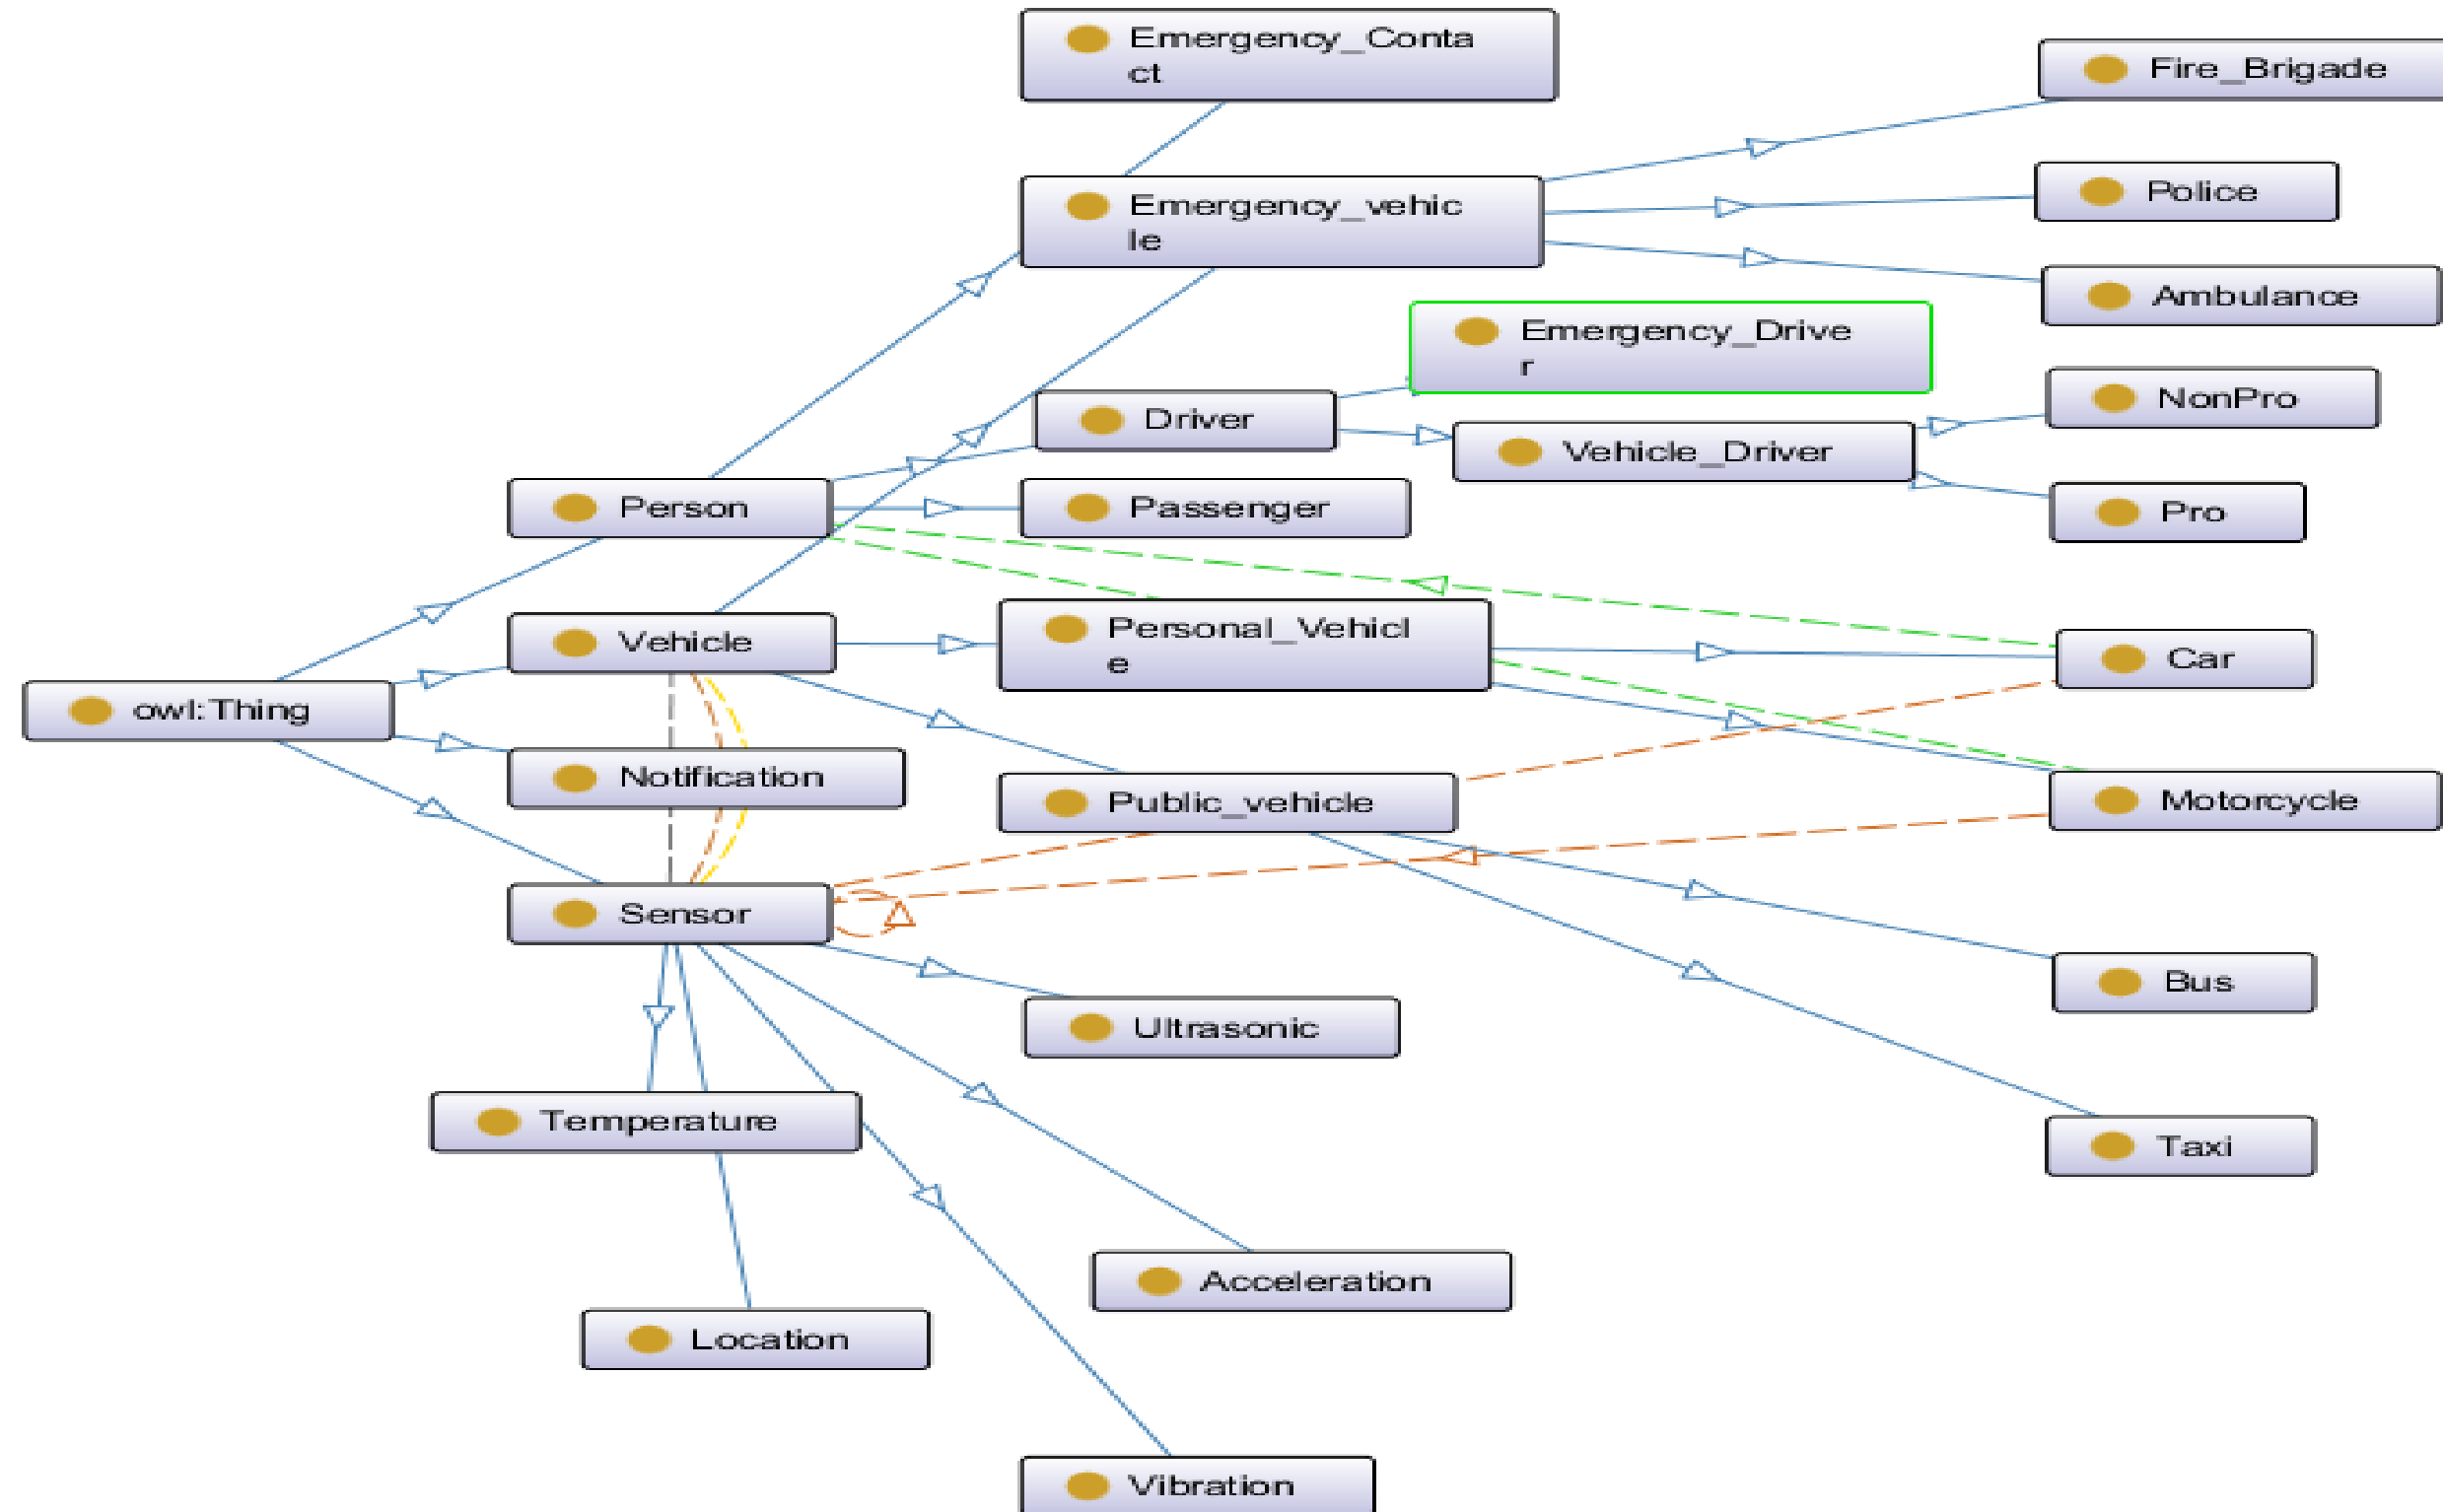 Emergency_Conta
ct
Fire_Brigade
Police
Emergency_vehic
le
Ambulance
Emergency_Drive
r
NonPro
Driver
Vehicle_Driver
Person
Passenger
Pro
Vehicle
Personal_Vehicl
e
Car
owl:Thing
Notification
Public_vehicle
Motorcycle
Sensor
Bus
Ultrasonic
Temperature
Taxi
Acceleration
Location
Vibration